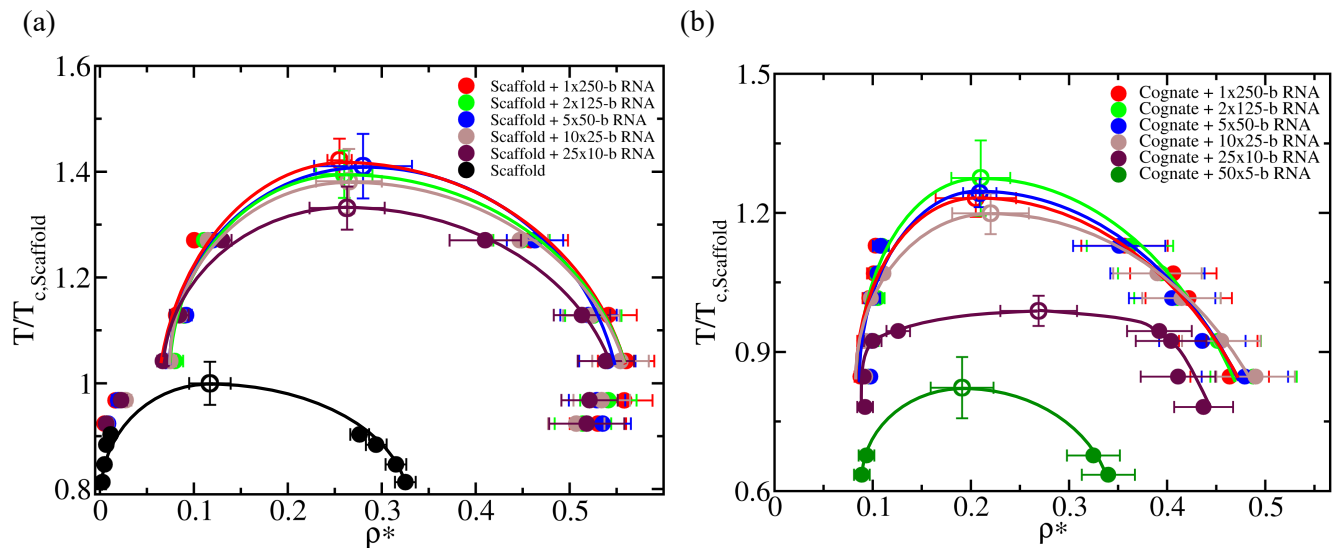 (a)
1.6
1.4
1.2
1
0.8
T/T_c,Scaffold
0 0.1 0.2 0.3 0.4 0.5
ρ*
Scaffold + 1x250-b RNA
Scaffold + 2x125-b RNA
Scaffold + 5x50-b RNA
Scaffold + 10x25-b RNA
Scaffold + 25x10-b RNA
Scaffold
(b)
1.5
1.2
0.9
0.6
T/T_c,Scaffold
0.1 0.2 0.3 0.4 0.5
ρ*
Cognate + 1x250-b RNA
Cognate + 2x125-b RNA
Cognate + 5x50-b RNA
Cognate + 10x25-b RNA
Cognate + 25x10-b RNA
Cognate + 50x5-b RNA